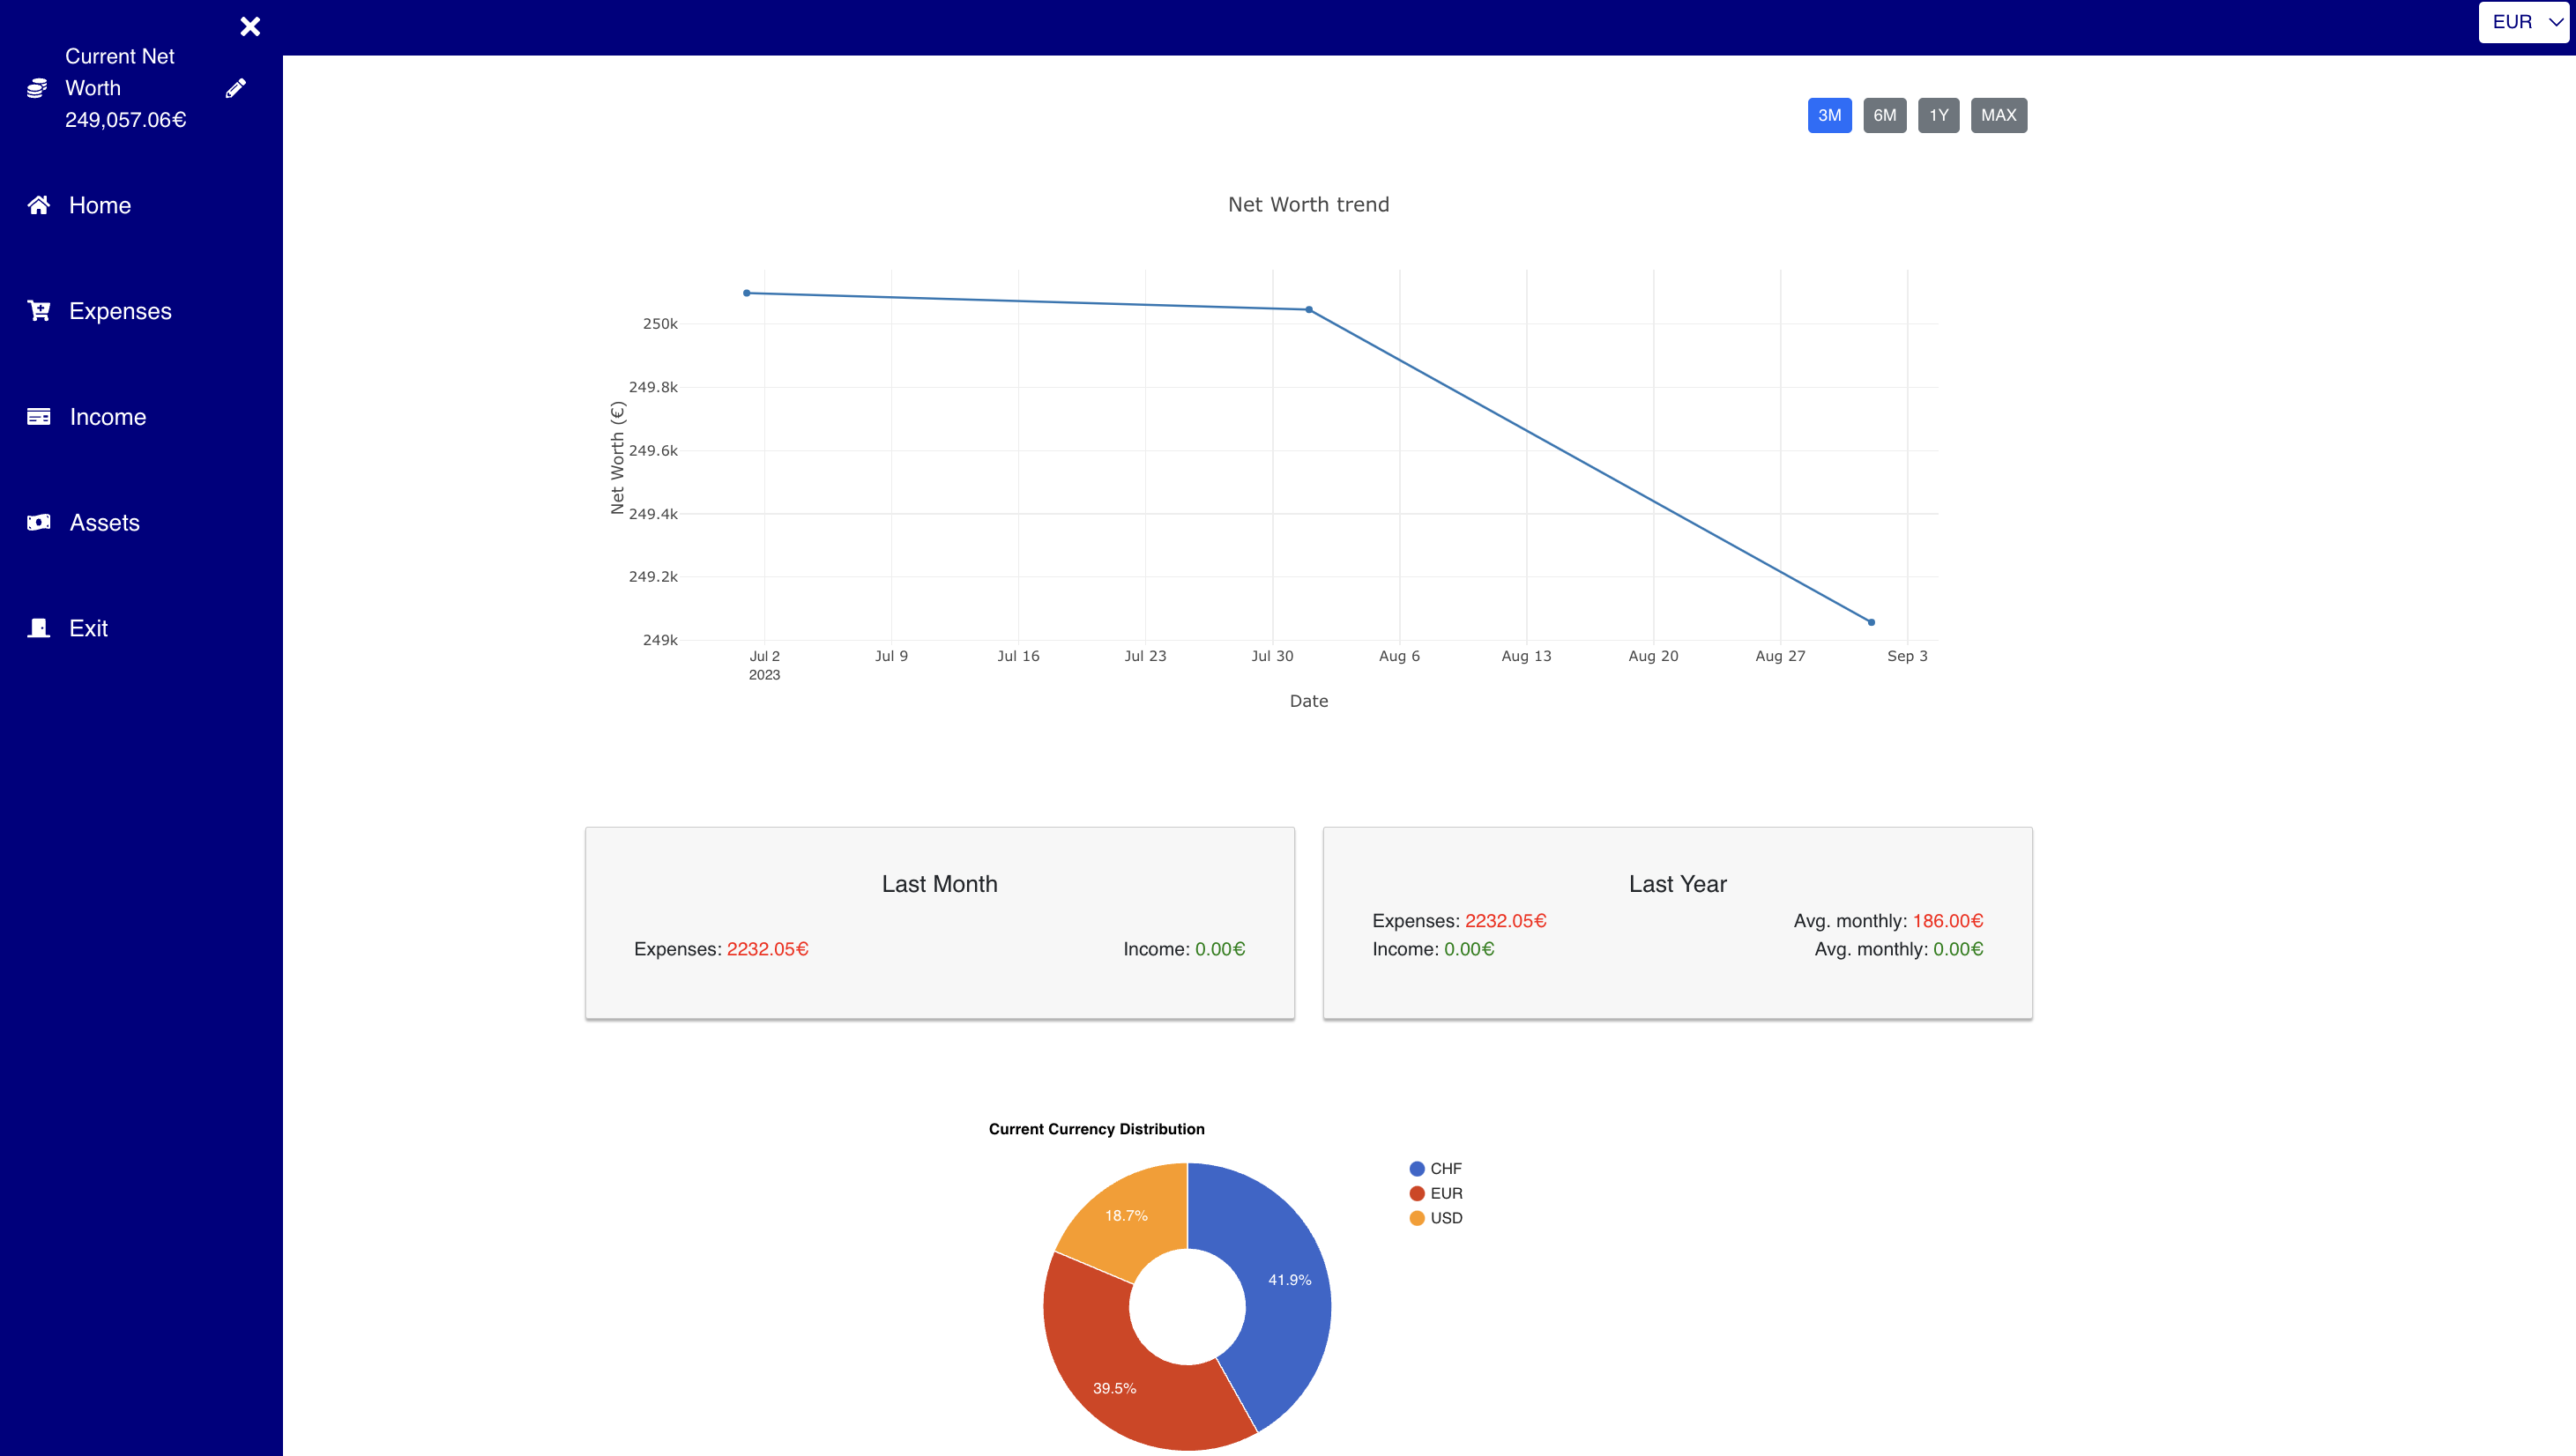 Current Net
Worth
249,057.06€
Home
Expenses
Income
Assets
Exit
EUR
3M 6M 1Y MAX
Net Worth trend
Net Worth (€)
250k
249.8k
249.6k
249.4k
249.2k
249k
Jul 2 Jul 9 Jul 16 Jul 23 Jul 30 Aug 6 Aug 13 Aug 20 Aug 27 Sep 3
2023
Date
Last Month
Expenses: 2232.05€ Income: 0.00€
Last Year
Expenses: 2232.05€ Avg. monthly: 186.00€
Income: 0.00€ Avg. monthly: 0.00€
Current Currency Distribution
CHF
EUR
USD
18.7%
41.9%
39.5%